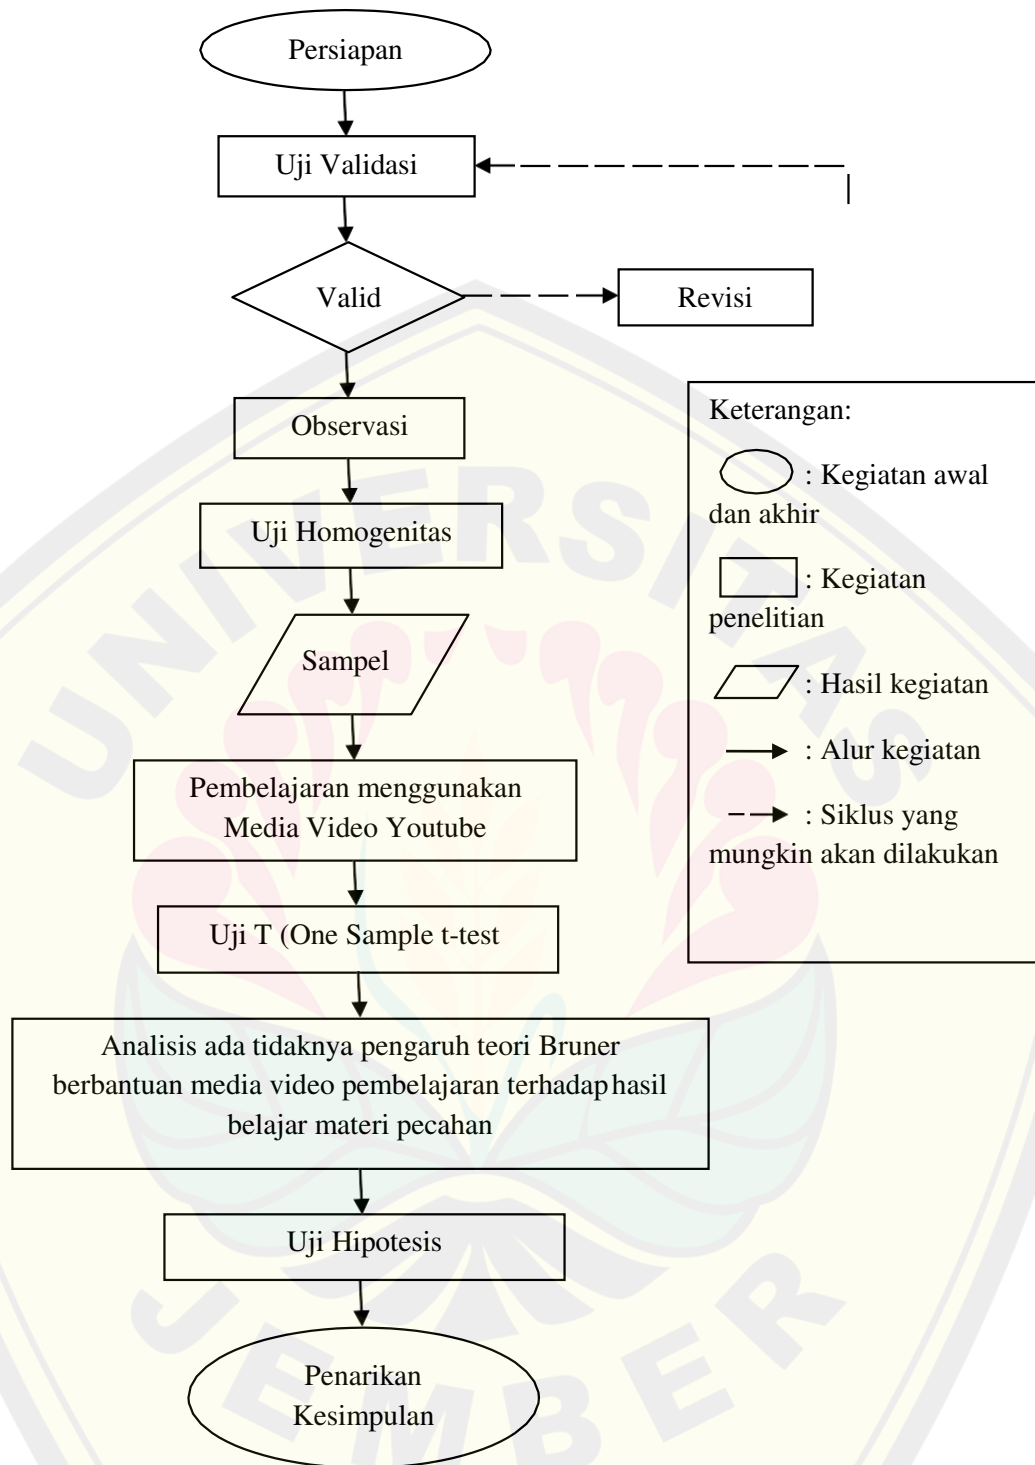 Persiapan
Uji Validasi
Valid
Revisi
Observasi
Uji Homogenitas
Sampel
Pembelajaran menggunakan
Media Video Youtube
Uji T (One Sample t-test
Analisis ada tidaknya pengaruh teori Bruner
berbantuan media video pembelajaran terhadap hasil
belajar materi pecahan
Uji Hipotesis
Penarikan
Kesimpulan
Keterangan:
: Kegiatan awal
dan akhir
: Kegiatan
penelitian
: Hasil kegiatan
: Alur kegiatan
: Siklus yang
mungkin akan dilakukan
UNIVERSITAS
JEMBER